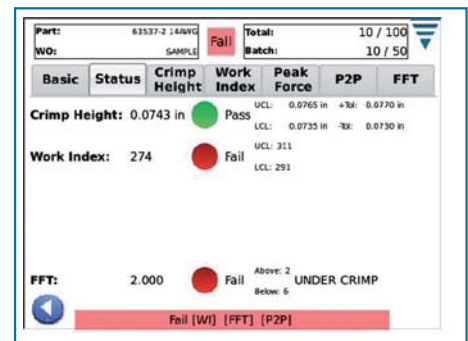 Part: 63537-2 14AWG Fail Total: 10 / 100
WO: SAMPLE Batch: 10 / 50
Basic Status Crimp Height Work Index Peak Force P2P FFT
Crimp Height: 0.0743 in Pass UCL: 0.0765 in +Tol: 0.0770 in
LCL: 0.0735 in -Tol: 0.0730 in
Work Index: 274 Fail UCL: 311
LCL: 291
FFT: 2.000 Fail Above: 2 UNDER CRIMP
Below: 6
Fail [WI] [FFT] [P2P]